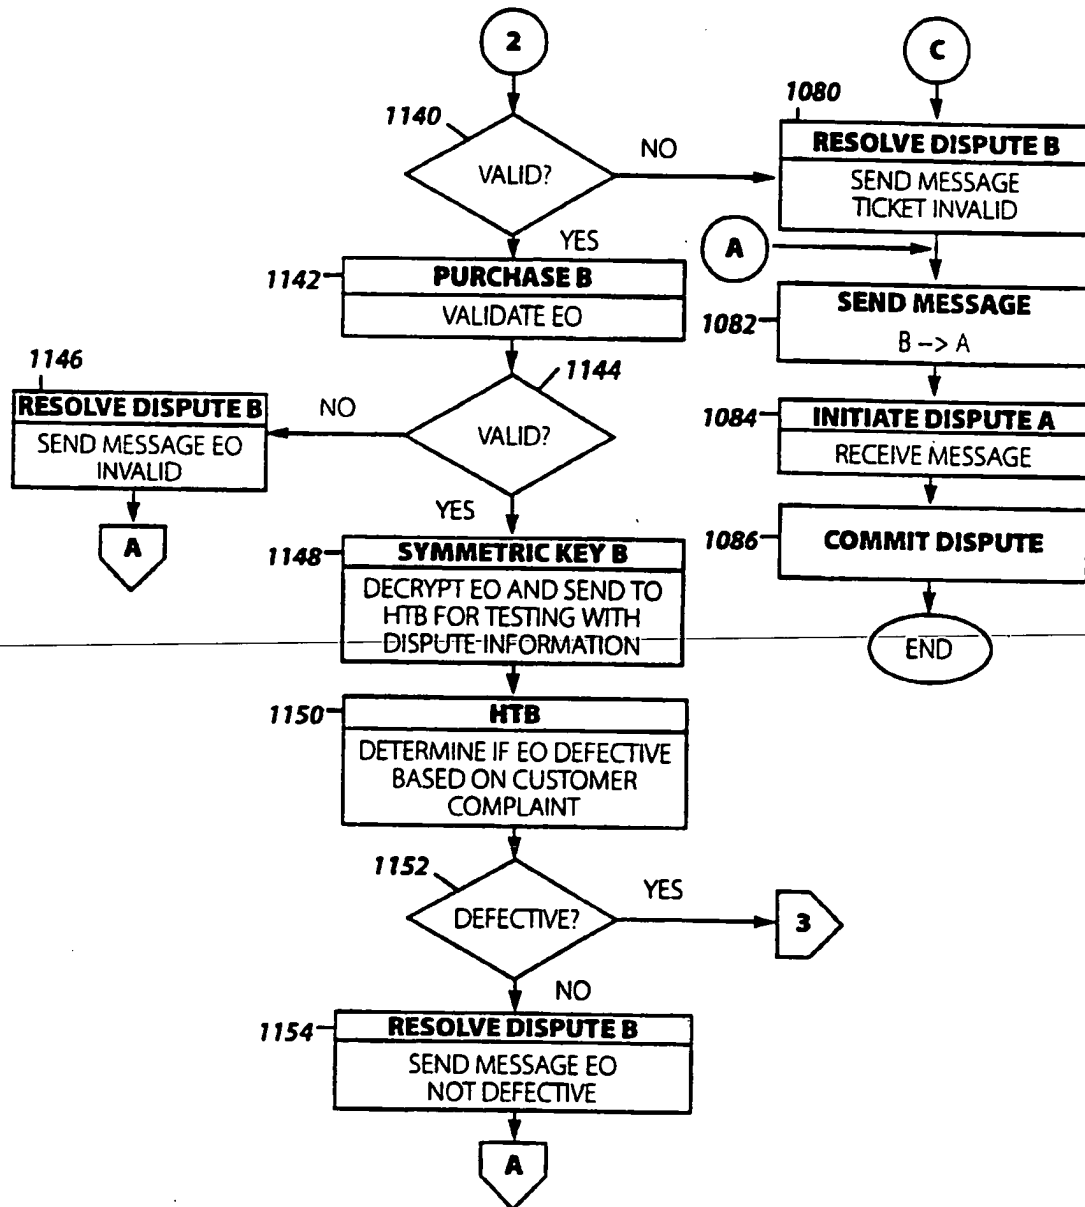 2
C
1140
1080
VALID?
NO
RESOLVE DISPUTE B
SEND MESSAGE
TICKET INVALID
YES
A
1142
PURCHASE B
VALIDATE EO
1082
SEND MESSAGE
B --> A
1146
RESOLVE DISPUTE B
SEND MESSAGE EO
INVALID
A
NO
1144
VALID?
YES
1084
INITIATE DISPUTE A
RECEIVE MESSAGE
1148
SYMMETRIC KEY B
DECRYPT EO AND SEND TO
HTB FOR TESTING WITH
DISPUTE INFORMATION
1086
COMMIT DISPUTE
END
1150
HTB
DETERMINE IF EO DEFECTIVE
BASED ON CUSTOMER
COMPLAINT
1152
DEFECTIVE?
YES
3
NO
1154
RESOLVE DISPUTE B
SEND MESSAGE EO
NOT DEFECTIVE
A